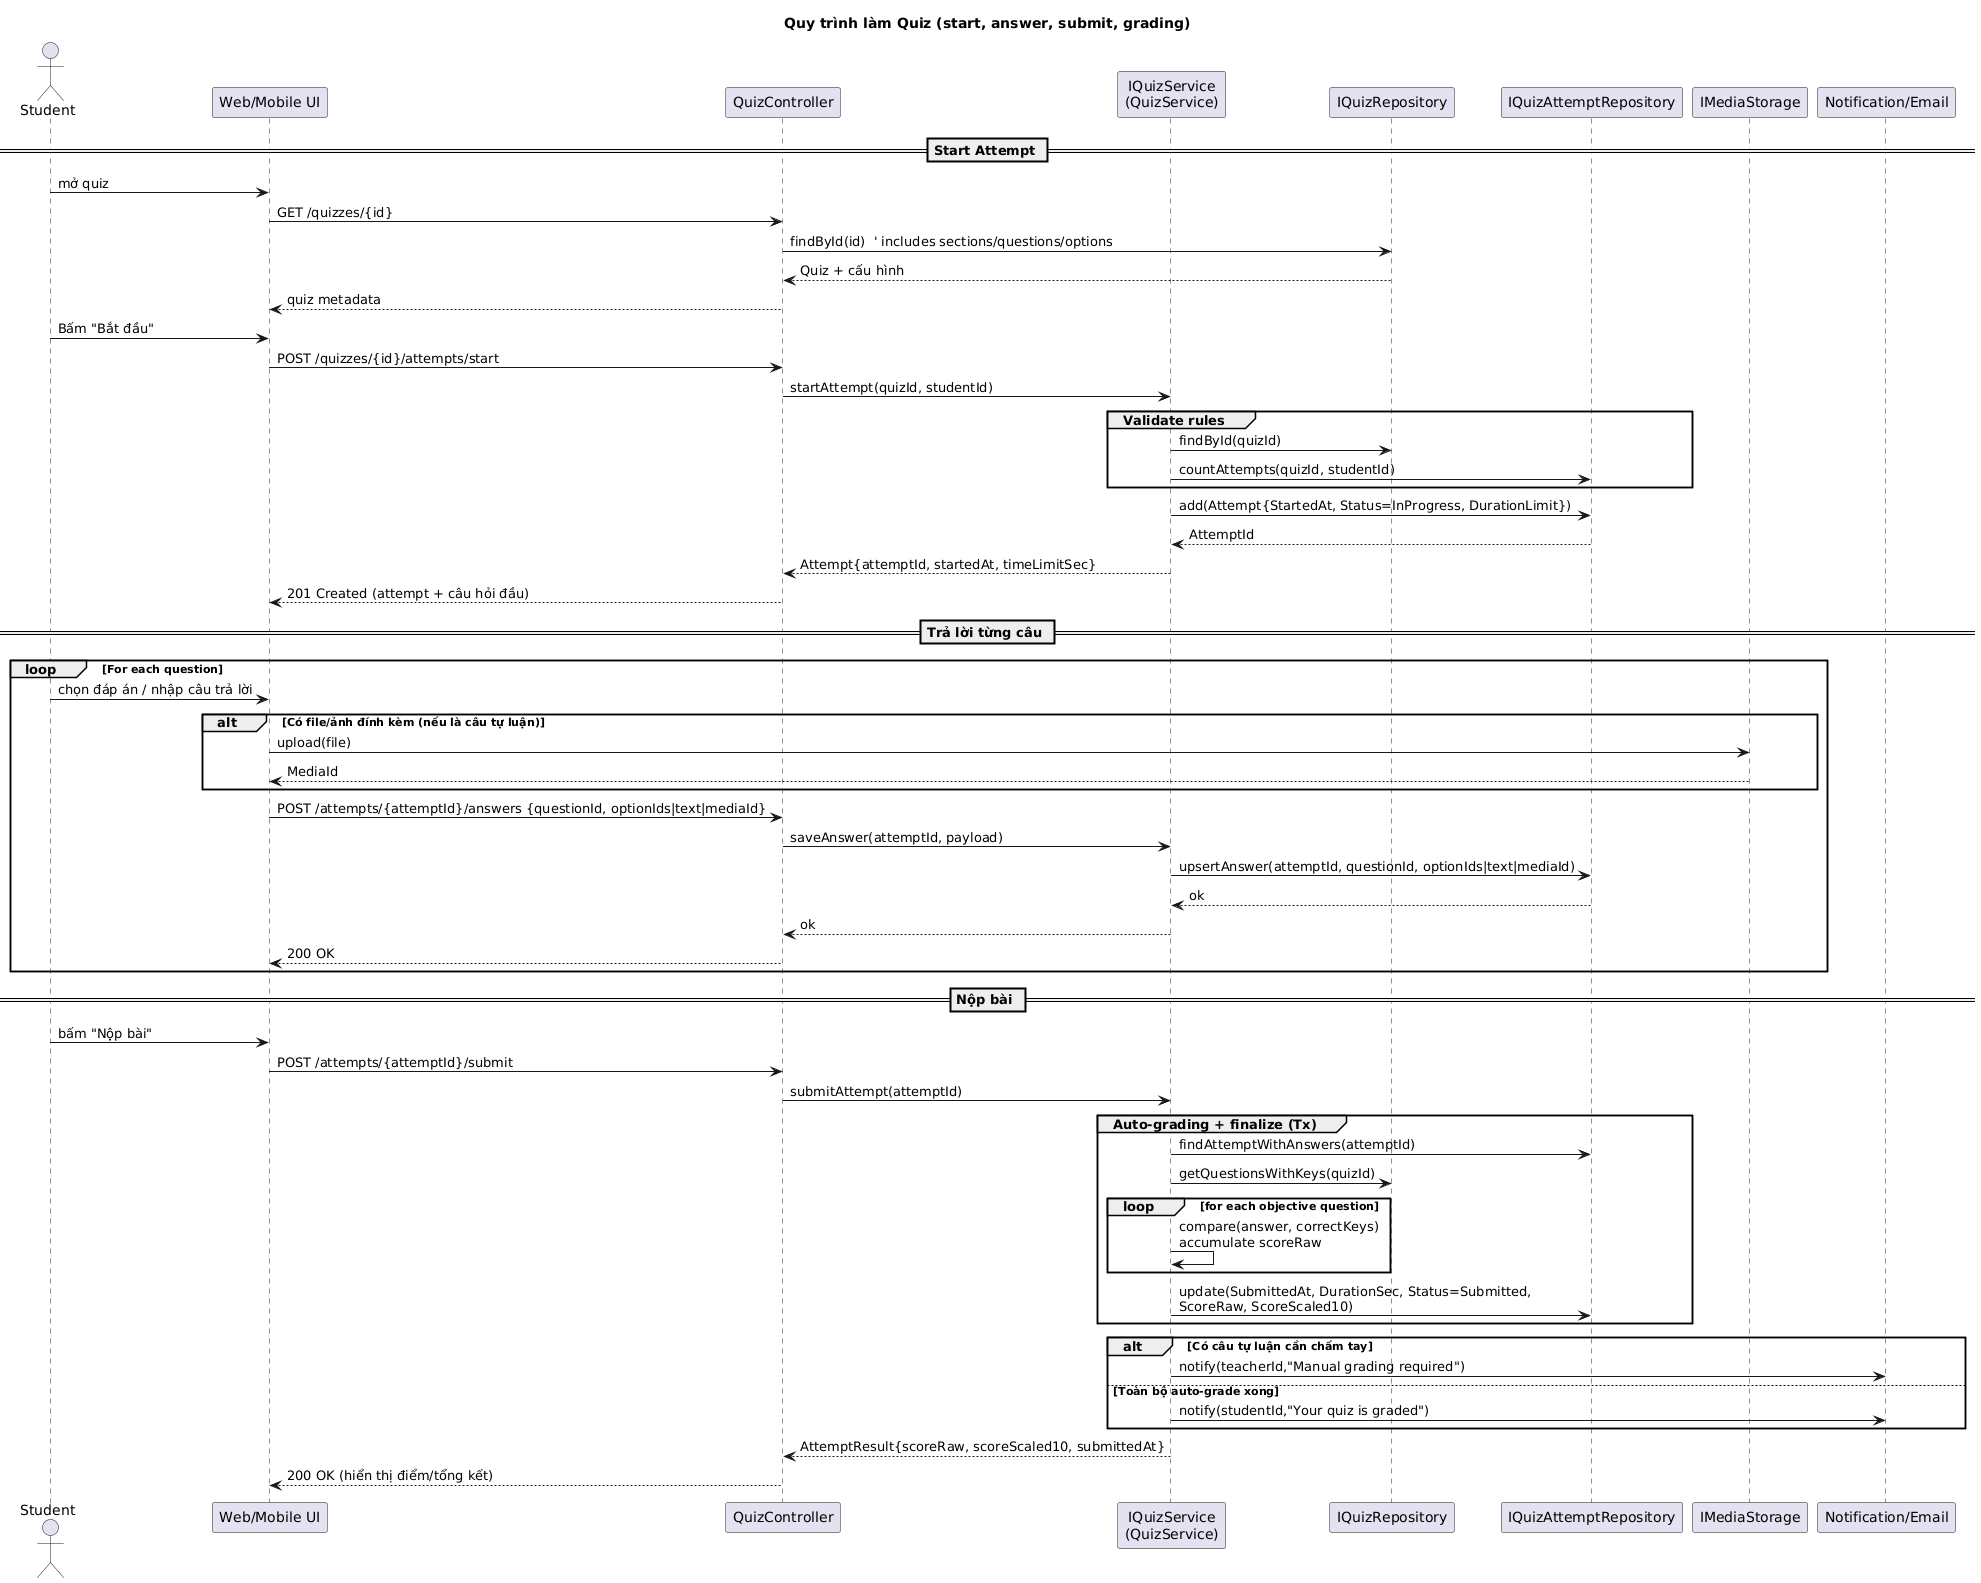 Quy trình làm Quiz (start, answer, submit, grading)
Student
Web/Mobile UI
QuizController
IQuizService
(QuizService)
IQuizRepository
IQuizAttemptRepository
IMediaStorage
Notification/Email
Start Attempt
mở quiz
GET /quizzes/{id}
findById(id)  ' includes sections/questions/options
Quiz + cấu hình
quiz metadata
Bấm "Bắt đầu"
POST /quizzes/{id}/attempts/start
startAttempt(quizId, studentId)
Validate rules
findById(quizId)
countAttempts(quizId, studentId)
add(Attempt{StartedAt, Status=InProgress, DurationLimit})
AttemptId
Attempt{attemptId, startedAt, timeLimitSec}
201 Created (attempt + câu hỏi đầu)
Trả lời từng câu
loop [For each question]
chọn đáp án / nhập câu trả lời
alt [Có file/ảnh đính kèm (nếu là câu tự luận)]
upload(file)
MediaId
POST /attempts/{attemptId}/answers {questionId, optionIds|text|mediaId}
saveAnswer(attemptId, payload)
upsertAnswer(attemptId, questionId, optionIds|text|mediaId)
ok
ok
200 OK
Nộp bài
bấm "Nộp bài"
POST /attempts/{attemptId}/submit
submitAttempt(attemptId)
Auto-grading + finalize (Tx)
findAttemptWithAnswers(attemptId)
getQuestionsWithKeys(quizId)
loop [for each objective question]
compare(answer, correctKeys)
accumulate scoreRaw
update(SubmittedAt, DurationSec, Status=Submitted,
ScoreRaw, ScoreScaled10)
alt [Có câu tự luận cần chấm tay]
notify(teacherId,"Manual grading required")
[Toàn bộ auto-grade xong]
notify(studentId,"Your quiz is graded")
AttemptResult{scoreRaw, scoreScaled10, submittedAt}
200 OK (hiển thị điểm/tổng kết)
Student
Web/Mobile UI
QuizController
IQuizService
(QuizService)
IQuizRepository
IQuizAttemptRepository
IMediaStorage
Notification/Email